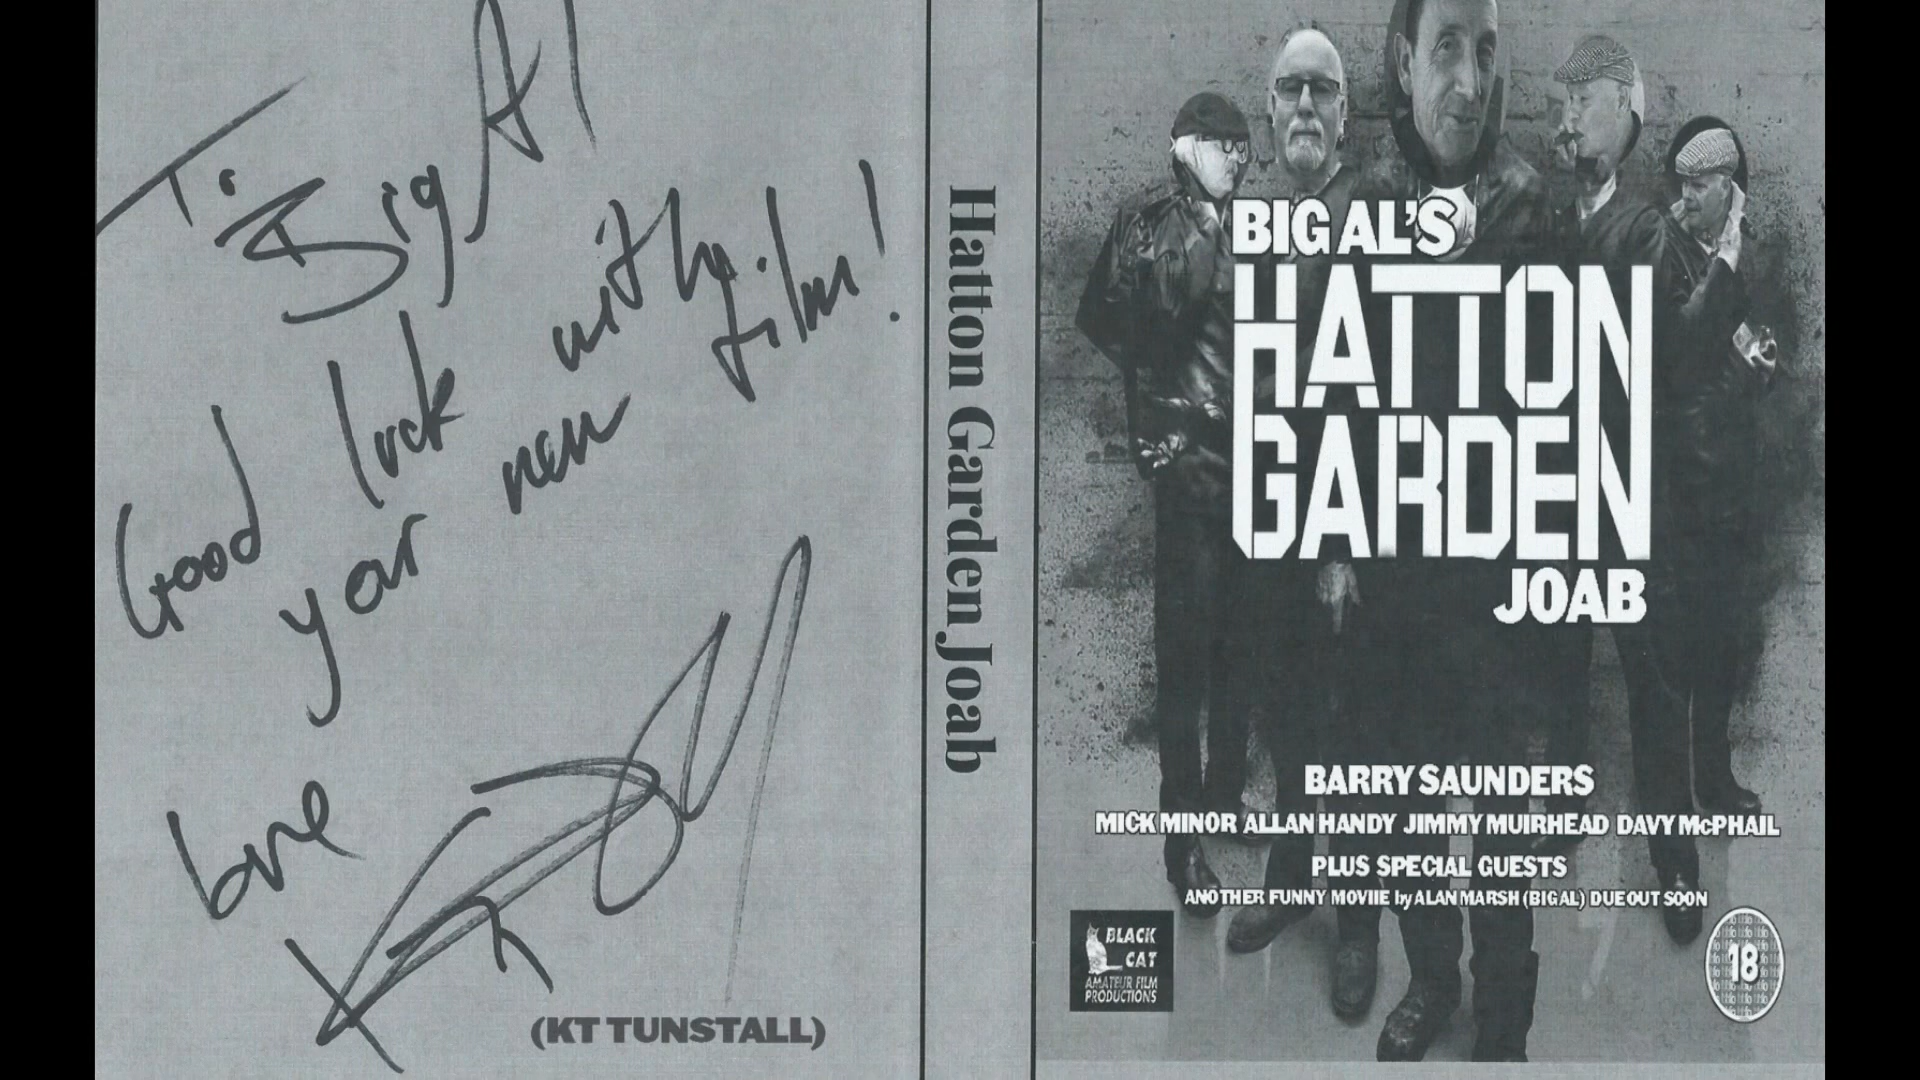 To Big Al
Good luck with
your new film!
love
KT
(KT TUNSTALL)
Hatton Garden Joab
BIG AL'S
HATTON
GARDEN
JOAB
BARRY SAUNDERS
MICK MINOR ALLAN HANDY JIMMY MUIRHEAD DAVY McPHAIL
PLUS SPECIAL GUESTS
ANOTHER FUNNY MOVIIE by ALAN MARSH (BIG AL) DUE OUT SOON
BLACK
CAT
AMATEUR FILM
PRODUCTIONS
18